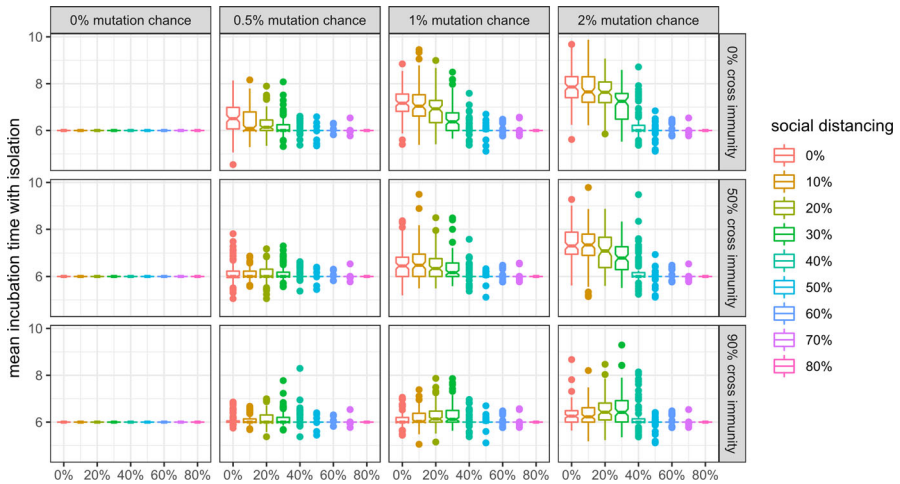 0% mutation chance 0.5% mutation chance 1% mutation chance 2% mutation chance
mean incubation time with isolation
10
8
6
0% cross immunity
10
8
6
50% cross immunity
10
8
6
90% cross immunity
0% 20% 40% 60% 80% 0% 20% 40% 60% 80% 0% 20% 40% 60% 80% 0% 20% 40% 60% 80%
social distancing
0%
10%
20%
30%
40%
50%
60%
70%
80%